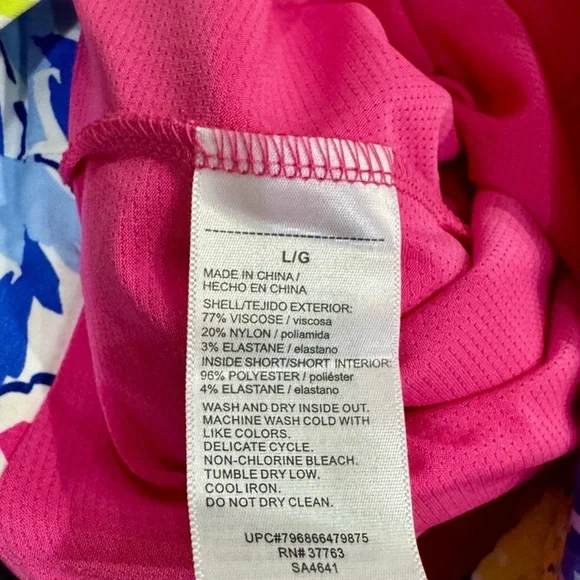 L/G
MADE IN CHINA /
HECHO EN CHINA
SHELL/TEJIDO EXTERIOR:
77% VISCOSE / viscosa
20% NYLON / poliamida
3% ELASTANE / elastano
INSIDE SHORT/SHORT INTERIOR:
96% POLYESTER / poliéster
4% ELASTANE / elastano
WASH AND DRY INSIDE OUT.
MACHINE WASH COLD WITH
LIKE COLORS.
DELICATE CYCLE.
NON-CHLORINE BLEACH.
TUMBLE DRY LOW.
COOL IRON.
DO NOT DRY CLEAN.
UPC#796866479875
RN# 37763
SA4641